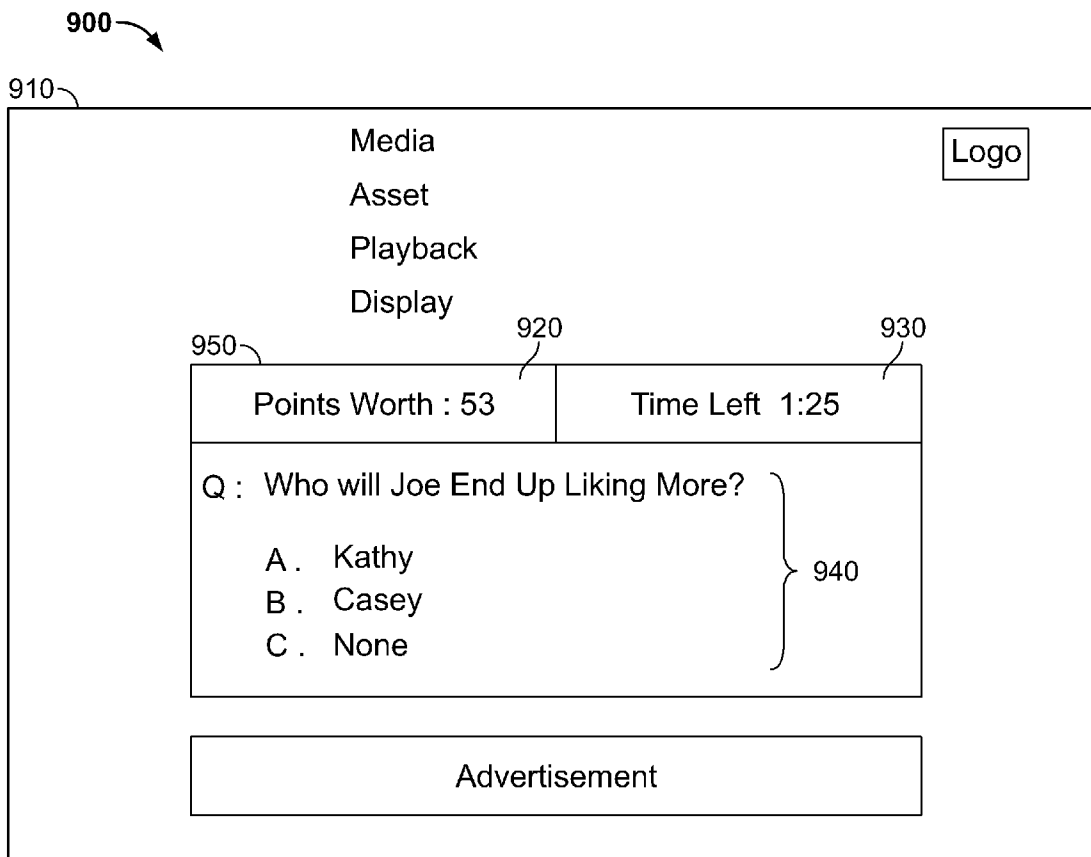 900
910
Media
Logo
Asset
Playback
Display
950
920
930
Points Worth : 53
Time Left 1:25
Q : Who will Joe End Up Liking More?
A . Kathy
B . Casey
C . None
940
Advertisement